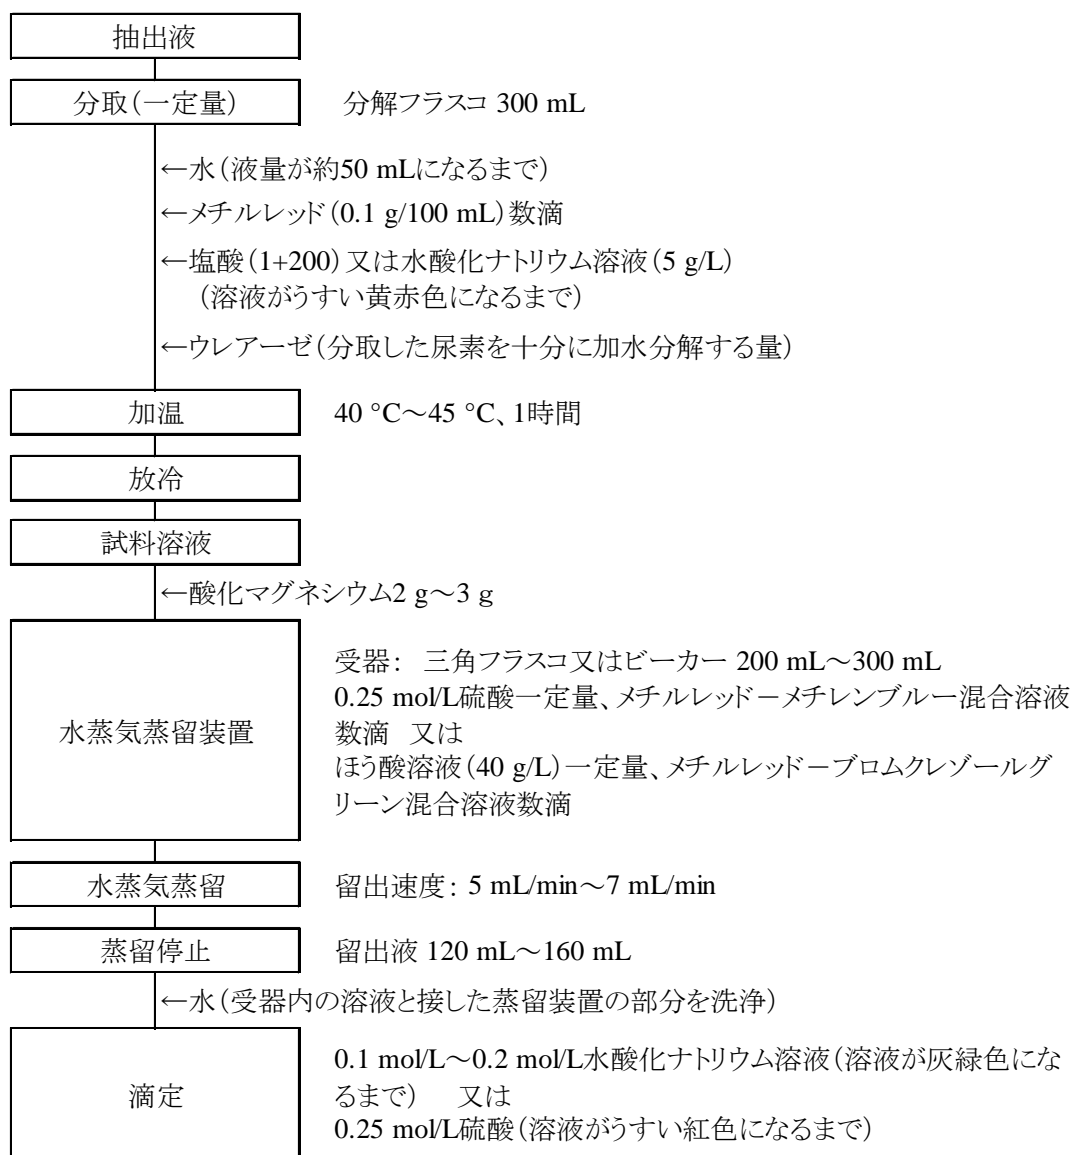 抽出液
分取（一定量） 分解フラスコ 300 mL
←水（液量が約50 mLになるまで）
←メチルレッド（0.1 g/100 mL）数滴
←塩酸（1+200）又は水酸化ナトリウム溶液（5 g/L）
（溶液がうすい黄赤色になるまで）
←ウレアーゼ（分取した尿素を十分に加水分解する量）
加温 40 °C～45 °C、1時間
放冷
試料溶液
←酸化マグネシウム2 g～3 g
水蒸気蒸留装置
受器： 三角フラスコ又はビーカー 200 mL～300 mL
0.25 mol/L硫酸一定量、メチルレッド－メチレンブルー混合溶液
数滴 又は
ほう酸溶液（40 g/L）一定量、メチルレッド－ブロムクレゾールグ
リーン混合溶液数滴
水蒸気蒸留 留出速度： 5 mL/min～7 mL/min
蒸留停止 留出液 120 mL～160 mL
←水（受器内の溶液と接した蒸留装置の部分を洗浄）
滴定
0.1 mol/L～0.2 mol/L水酸化ナトリウム溶液（溶液が灰緑色にな
るまで） 又は
0.25 mol/L硫酸（溶液がうすい紅色になるまで）